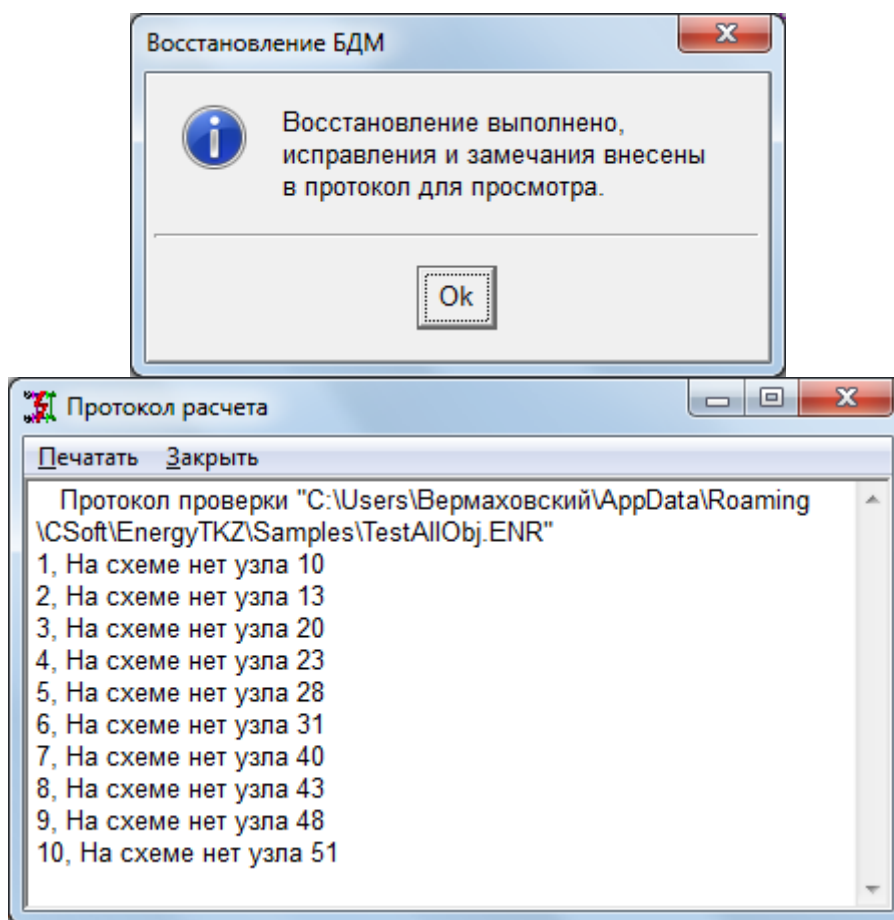 Восстановление БДМ
Восстановление выполнено,
исправления и замечания внесены
в протокол для просмотра.
Ok
Протокол расчета
Печатать Закрыть
Протокол проверки "C:\Users\Вермаховский\AppData\Roaming
\CSoft\EnergyTKZ\Samples\TestAllObj.ENR"
1, На схеме нет узла 10
2, На схеме нет узла 13
3, На схеме нет узла 20
4, На схеме нет узла 23
5, На схеме нет узла 28
6, На схеме нет узла 31
7, На схеме нет узла 40
8, На схеме нет узла 43
9, На схеме нет узла 48
10, На схеме нет узла 51